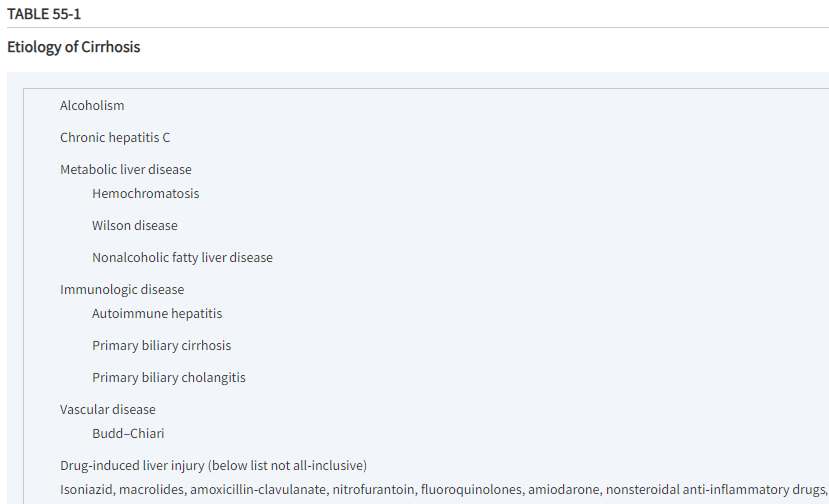 TABLE 55-1
Etiology of Cirrhosis
Alcoholism
Chronic hepatitis C
Metabolic liver disease
Hemochromatosis
Wilson disease
Nonalcoholic fatty liver disease
Immunologic disease
Autoimmune hepatitis
Primary biliary cirrhosis
Primary biliary cholangitis
Vascular disease
Budd–Chiari
Drug-induced liver injury (below list not all-inclusive)
Isoniazid, macrolides, amoxicillin-clavulanate, nitrofurantoin, fluoroquinolones, amiodarone, nonsteroidal anti-inflammatory drugs,